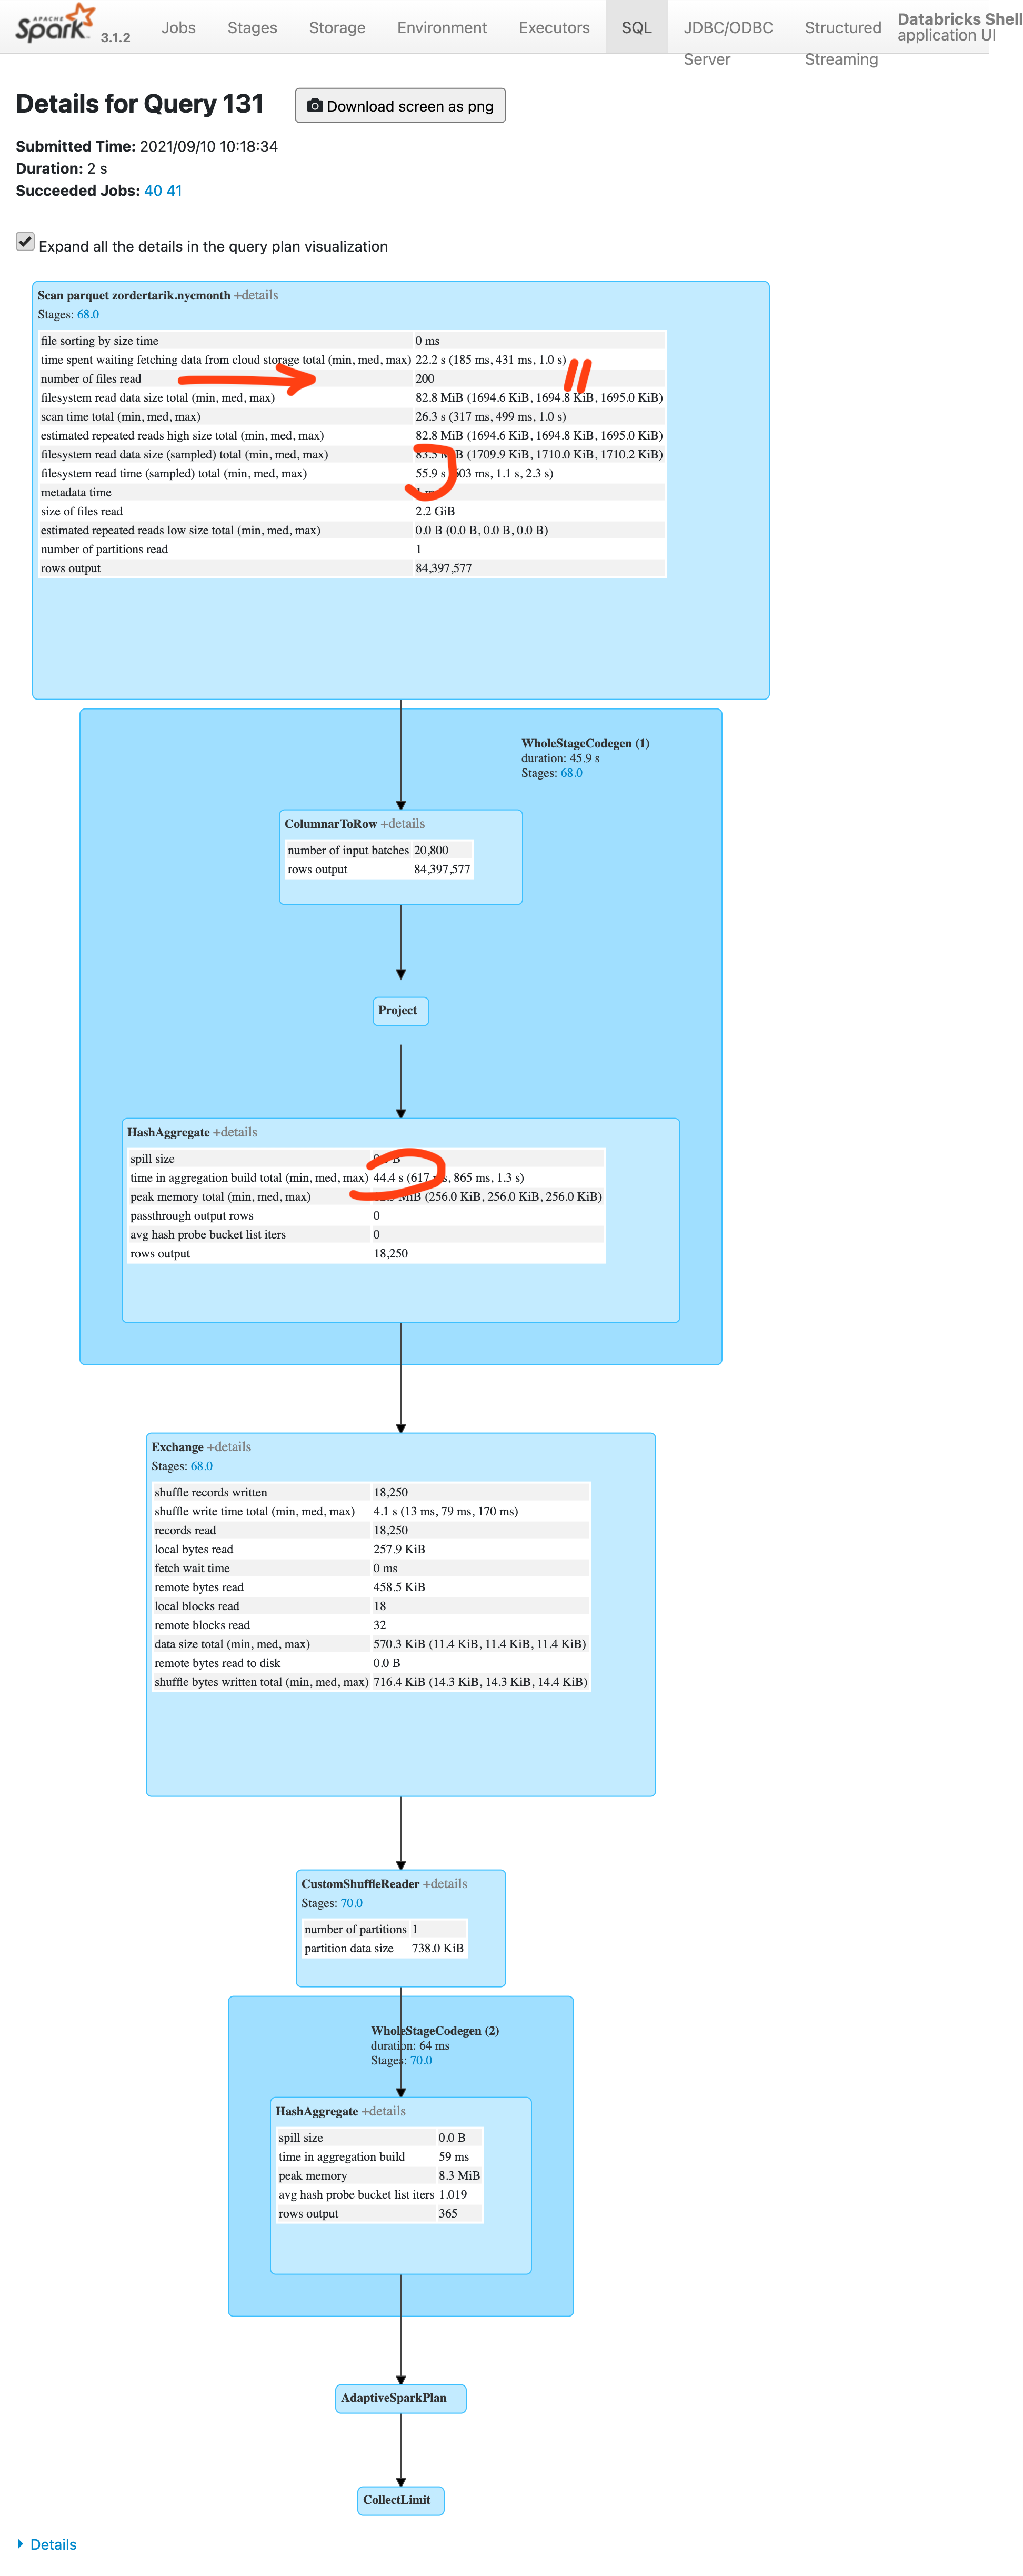 APACHE Spark 3.1.2 Jobs Stages Storage Environment Executors SQL JDBC/ODBC Server Structured Streaming Databricks Shell application UI
Details for Query 131 Download screen as png
Submitted Time: 2021/09/10 10:18:34
Duration: 2 s
Succeeded Jobs: 40 41
Expand all the details in the query plan visualization
Scan parquet zordertarik.nycmonth +details
Stages: 68.0
file sorting by size time 0 ms
time spent waiting fetching data from cloud storage total (min, med, max) 22.2 s (185 ms, 431 ms, 1.0 s)
number of files read 200
filesystem read data size total (min, med, max) 82.8 MiB (1694.6 KiB, 1694.8 KiB, 1695.0 KiB)
scan time total (min, med, max) 26.3 s (317 ms, 499 ms, 1.0 s)
estimated repeated reads high size total (min, med, max) 82.8 MiB (1694.6 KiB, 1694.8 KiB, 1695.0 KiB)
filesystem read data size (sampled) total (min, med, max) (1709.9 KiB, 1710.0 KiB, 1710.2 KiB)
filesystem read time (sampled) total (min, med, max) 55.9 s ms, 1.1 s, 2.3 s)
metadata time
size of files read 2.2 GiB
estimated repeated reads low size total (min, med, max) 0.0 B (0.0 B, 0.0 B, 0.0 B)
number of partitions read 1
rows output 84,397,577
WholeStageCodegen (1)
duration: 45.9 s
Stages: 68.0
ColumnarToRow +details
number of input batches 20,800
rows output 84,397,577
Project
HashAggregate +details
spill size
time in aggregation build total (min, med, max) 44.4 s (617 ms, 865 ms, 1.3 s)
peak memory total (min, med, max) MiB (256.0 KiB, 256.0 KiB, 256.0 KiB)
passthrough output rows 0
avg hash probe bucket list iters 0
rows output 18,250
Exchange +details
Stages: 68.0
shuffle records written 18,250
shuffle write time total (min, med, max) 4.1 s (13 ms, 79 ms, 170 ms)
records read 18,250
local bytes read 257.9 KiB
fetch wait time 0 ms
remote bytes read 458.5 KiB
local blocks read 18
remote blocks read 32
data size total (min, med, max) 570.3 KiB (11.4 KiB, 11.4 KiB, 11.4 KiB)
remote bytes read to disk 0.0 B
shuffle bytes written total (min, med, max) 716.4 KiB (14.3 KiB, 14.3 KiB, 14.4 KiB)
CustomShuffleReader +details
Stages: 70.0
number of partitions 1
partition data size 738.0 KiB
WholeStageCodegen (2)
duration: 64 ms
Stages: 70.0
HashAggregate +details
spill size 0.0 B
time in aggregation build 59 ms
peak memory 8.3 MiB
avg hash probe bucket list iters 1.019
rows output 365
AdaptiveSparkPlan
CollectLimit
Details